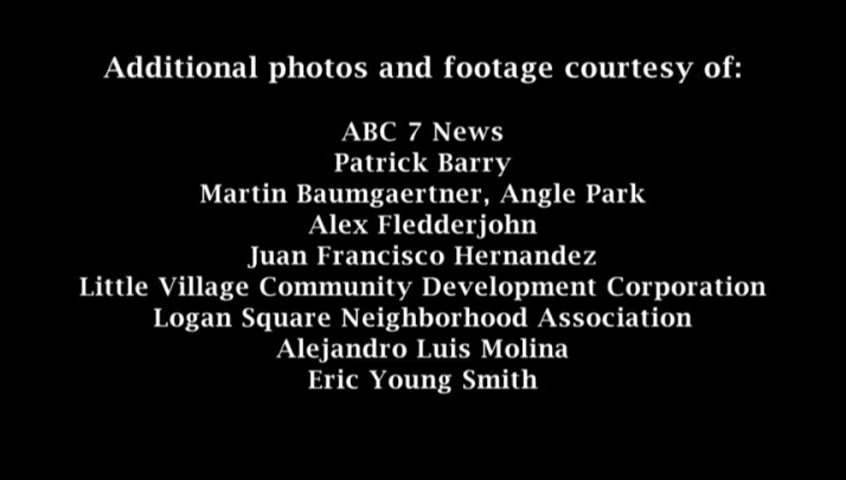 Additional photos and footage courtesy of:
ABC 7 News
Patrick Barry
Martin Baumgaertner, Angle Park
Alex Fledderjohn
Juan Francisco Hernandez
Little Village Community Development Corporation
Logan Square Neighborhood Association
Alejandro Luis Molina
Eric Young Smith